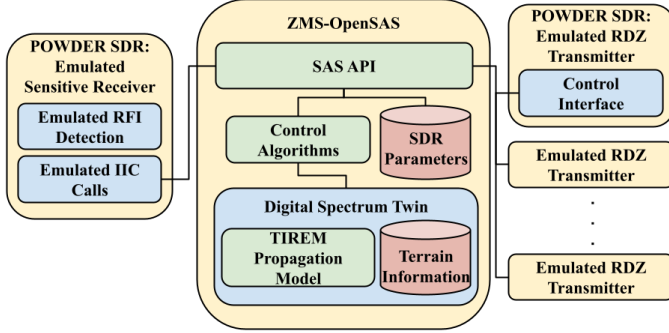 POWDER SDR:
Emulated
Sensitive Receiver
Emulated RFI
Detection
Emulated IIC
Calls
ZMS-OpenSAS
SAS API
Control
Algorithms
SDR
Parameters
Digital Spectrum Twin
TIREM
Propagation
Model
Terrain
Information
POWDER SDR:
Emulated RDZ
Transmitter
Control
Interface
Emulated RDZ
Transmitter
.
.
.
Emulated RDZ
Transmitter